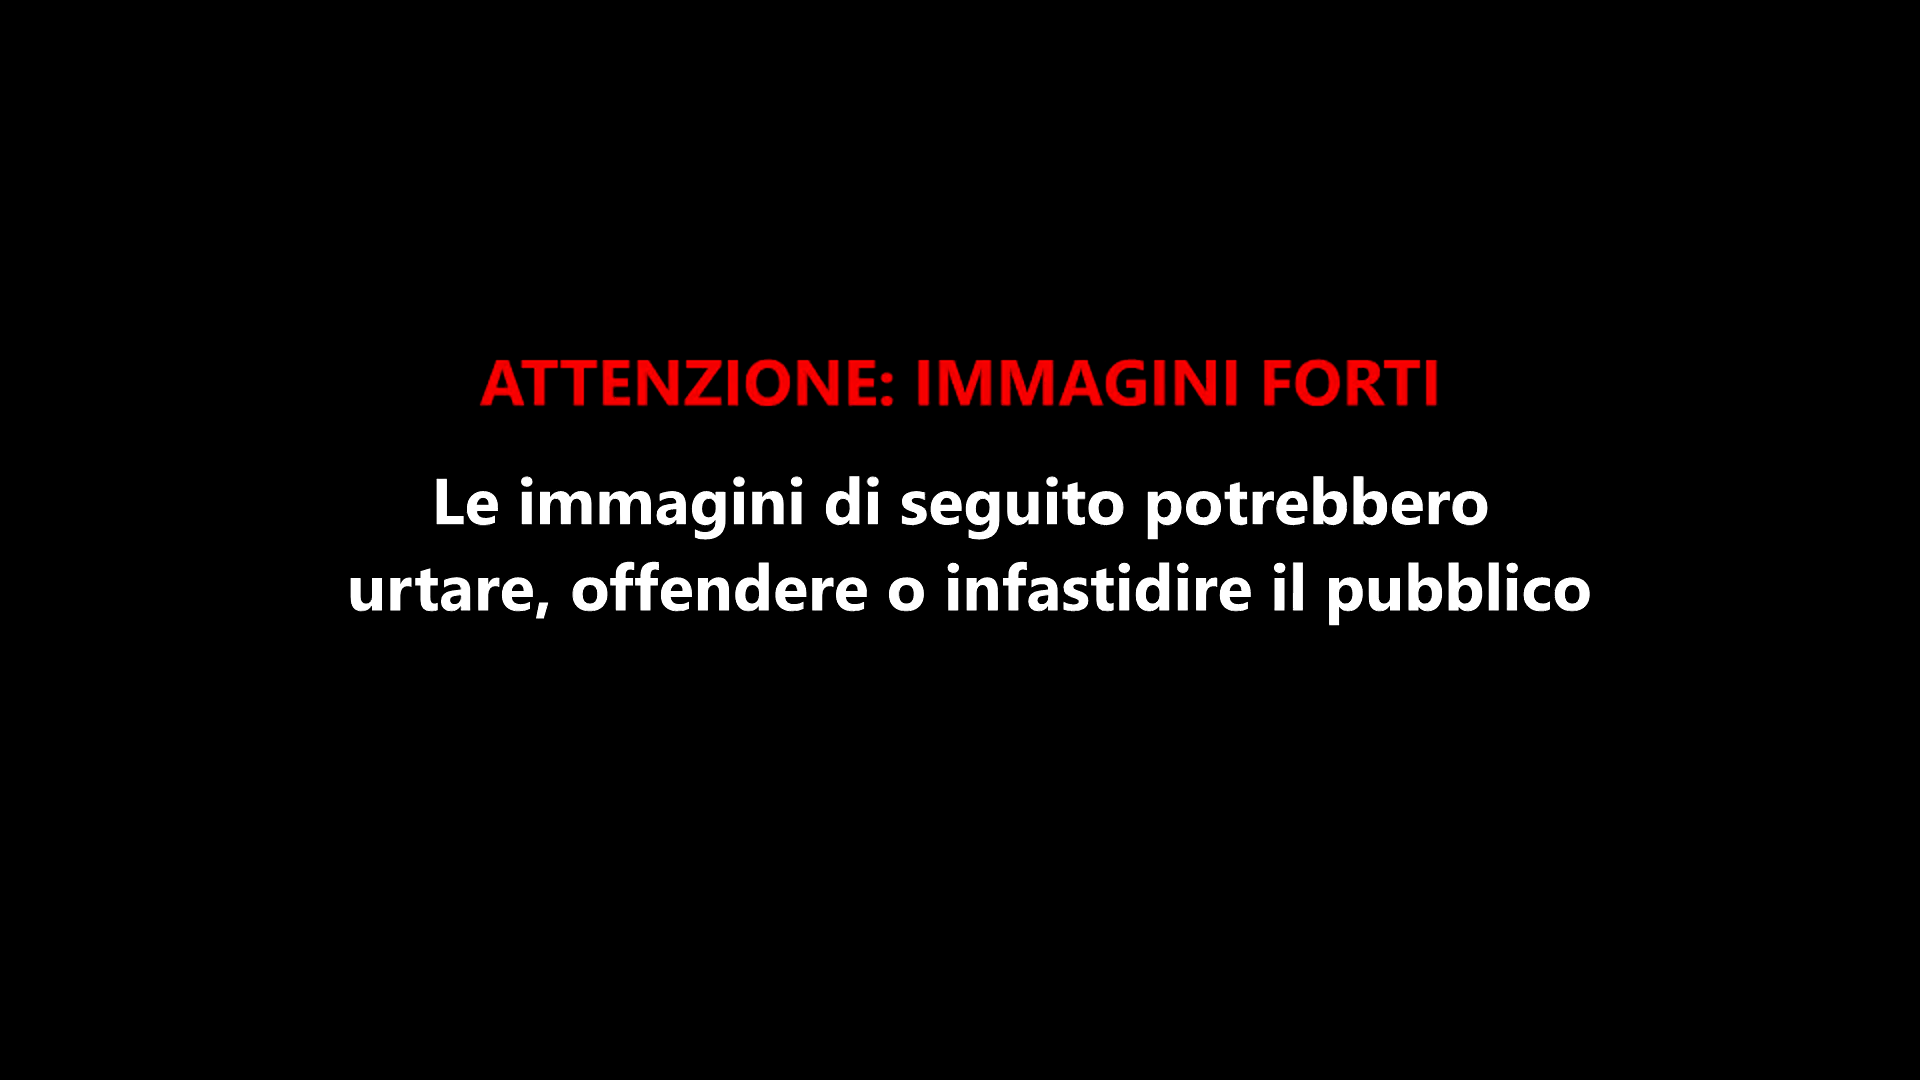 ATTENZIONE: IMMAGINI FORTI
Le immagini di seguito potrebbero
urtare, offendere o infastidire il pubblico